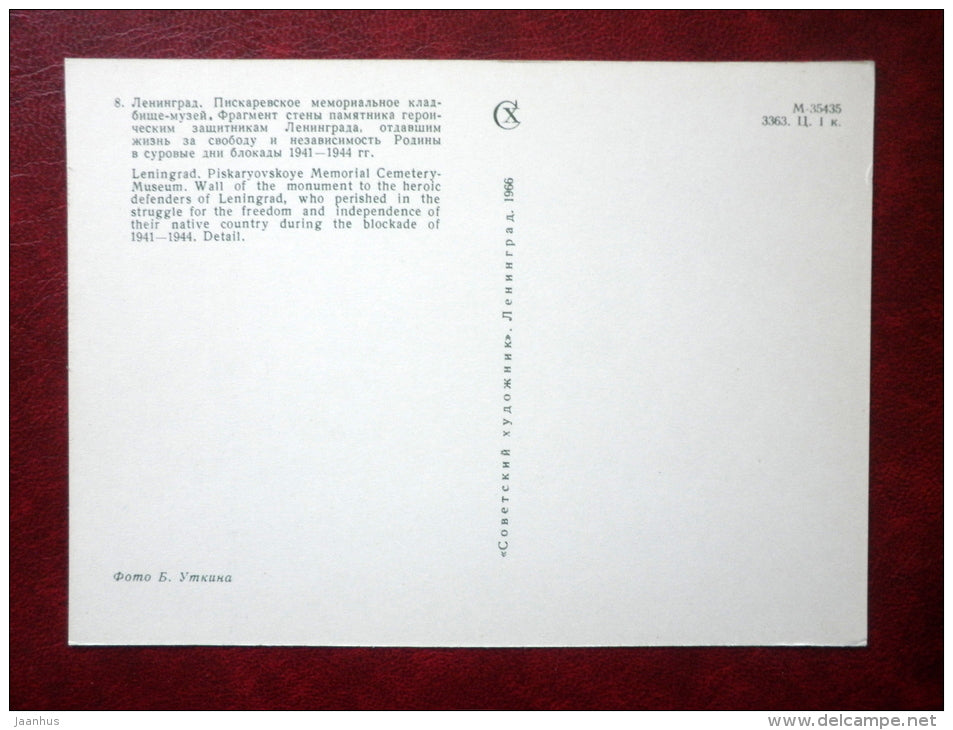 8. Ленинград. Пискаревское мемориальное клад-
бище-музей. Фрагмент стены памятника герои-
ческим защитникам Ленинграда, отдавшим
жизнь за свободу и независимость Родины
в суровые дни блокады 1941—1944 гг.
Leningrad. Piskaryovskoye Memorial Cemetery-
Museum. Wall of the monument to the heroic
defenders of Leningrad, who perished in the
struggle for the freedom and independence of
their native country during the blockade of
1941—1944. Detail.
Фото Б. Уткина
«Советский художник». Ленинград. 1966
СХ
М-35435
3363. Ц. 1 к.
jaanhus
www.delcampe.net